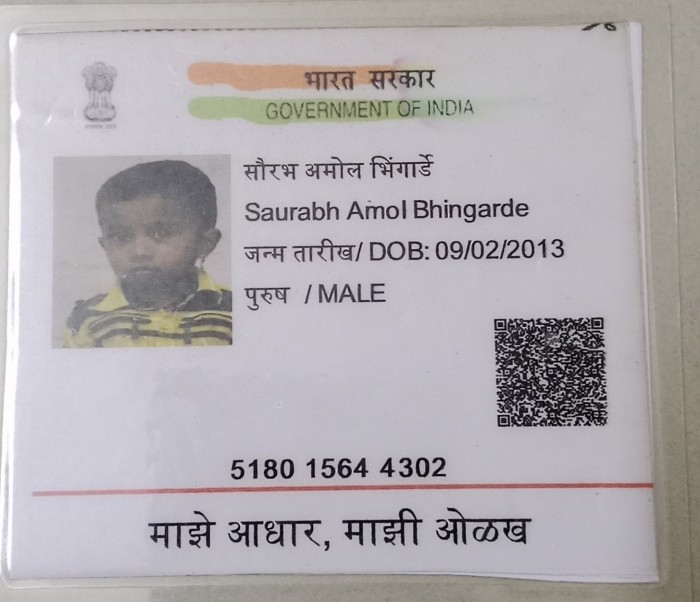 भारत सरकार
GOVERNMENT OF INDIA
सौरभ अमोल भिंगार्डे
Saurabh Amol Bhingarde
जन्म तारीख/ DOB: 09/02/2013
पुरुष / MALE
5180 1564 4302
माझे आधार, माझी ओळख